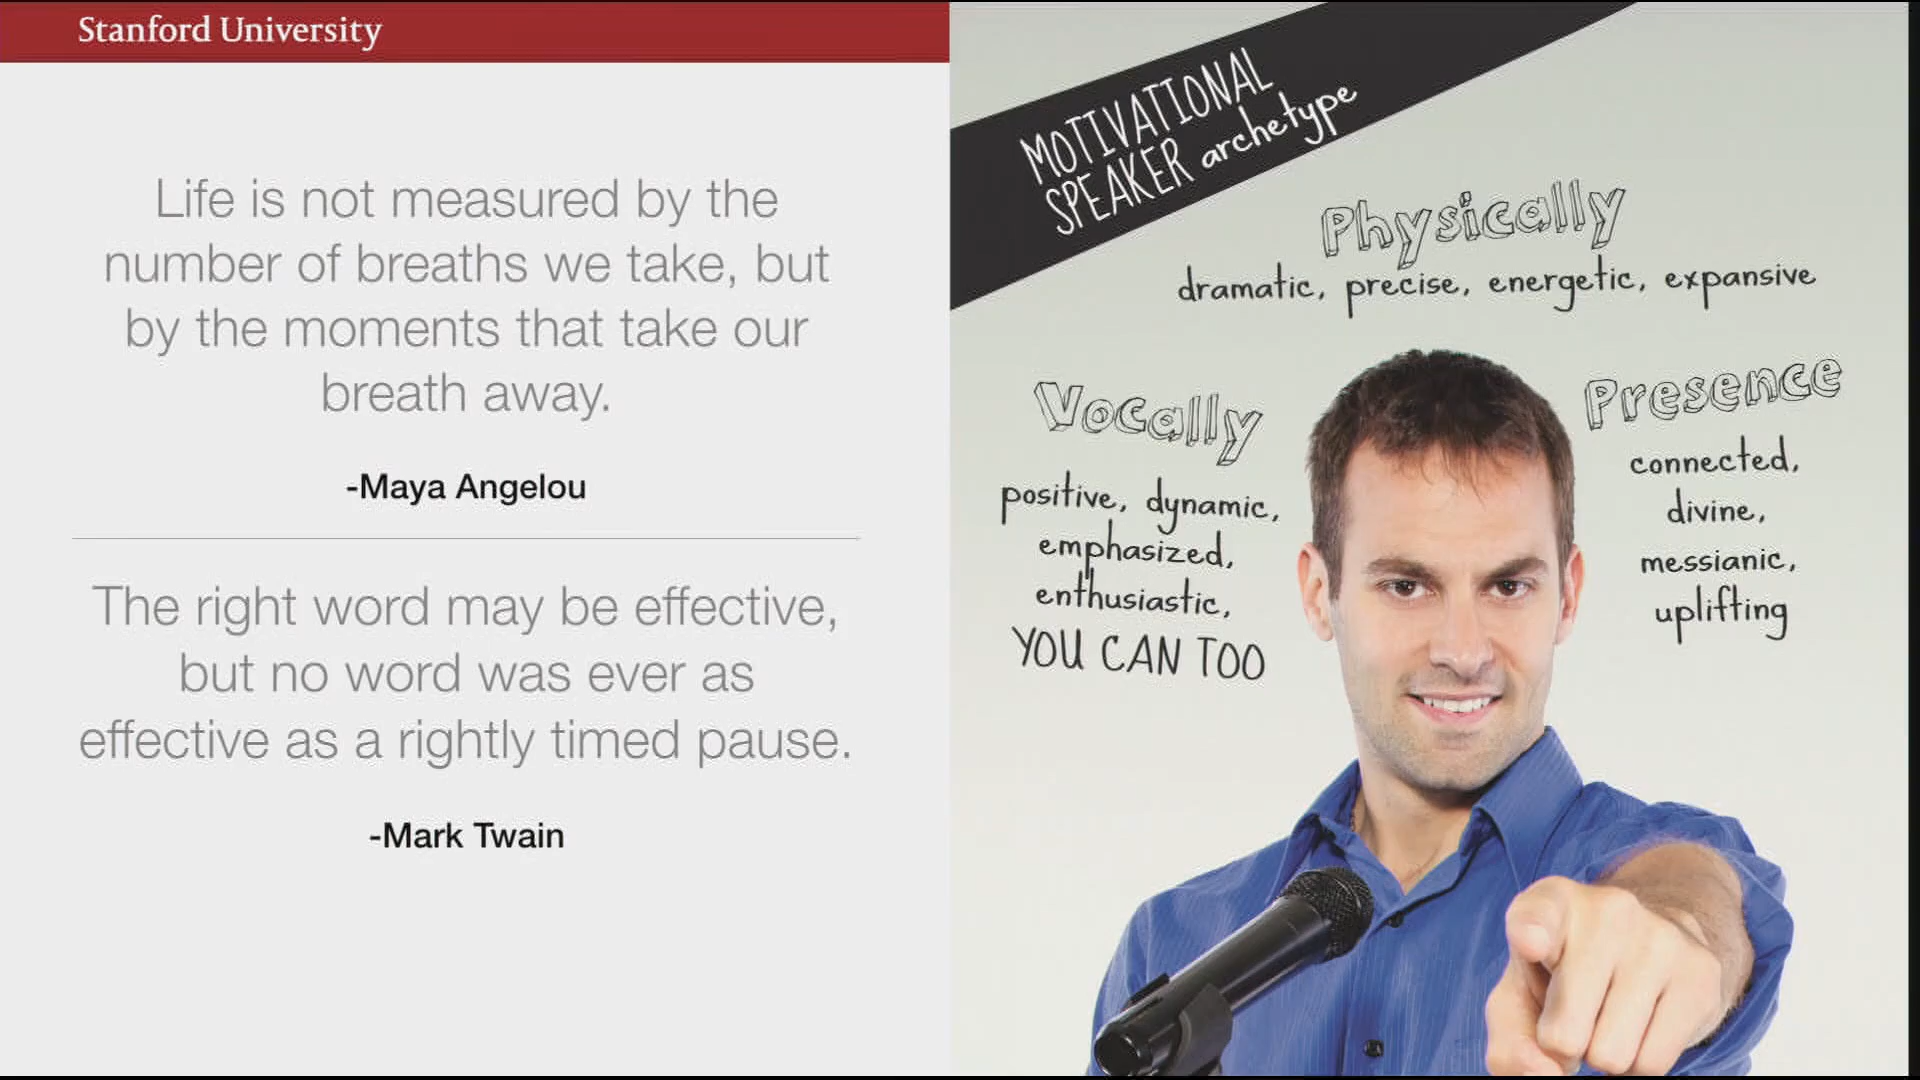 Stanford University
Life is not measured by the
number of breaths we take, but
by the moments that take our
breath away.
-Maya Angelou
The right word may be effective,
but no word was ever as
effective as a rightly timed pause.
-Mark Twain
MOTIVATIONAL
SPEAKER archetype
Physically
dramatic, precise, energetic, expansive
Vocally
positive, dynamic,
emphasized,
enthusiastic,
YOU CAN TOO
Presence
connected,
divine,
messianic,
uplifting